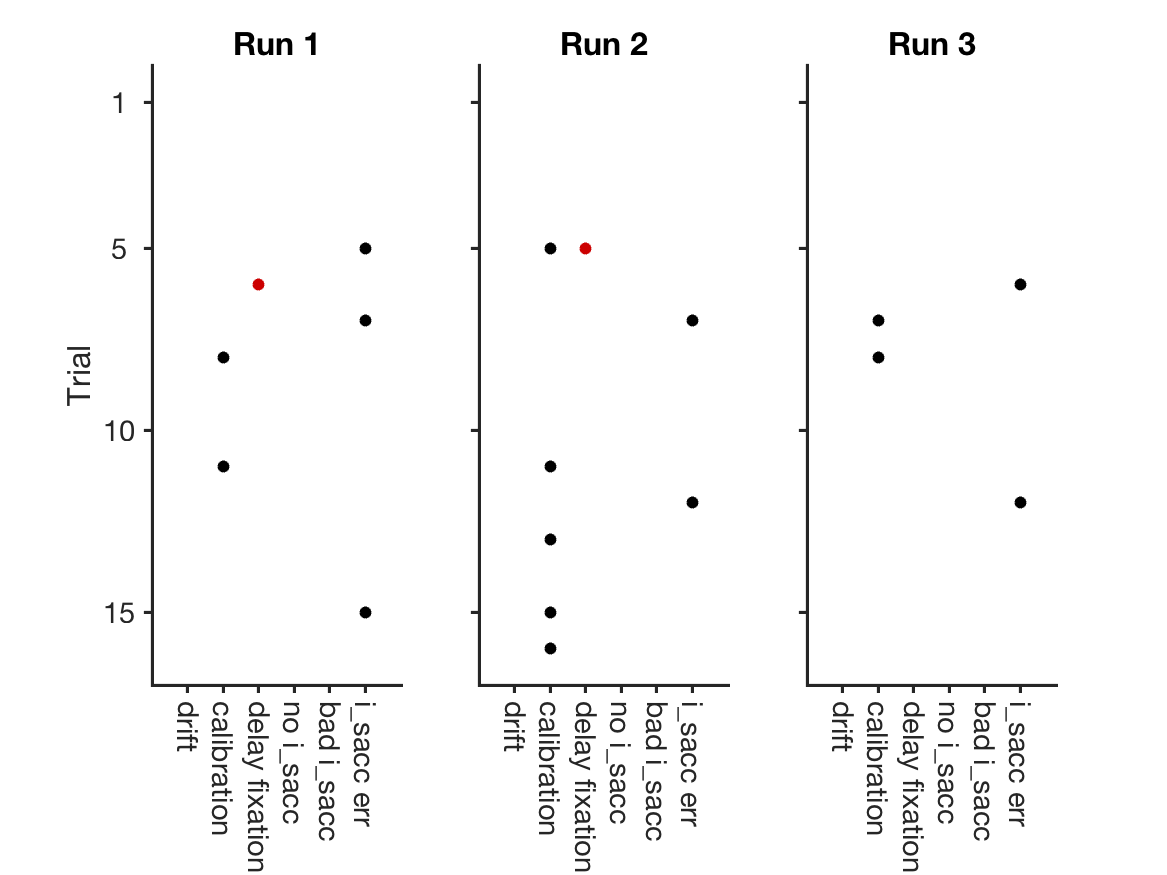 Run 1
Run 2
Run 3
Trial
1
5
10
15
drift
calibration
delay fixation
no i_sacc
bad i_sacc
i_sacc err
drift
calibration
delay fixation
no i_sacc
bad i_sacc
i_sacc err
drift
calibration
delay fixation
no i_sacc
bad i_sacc
i_sacc err